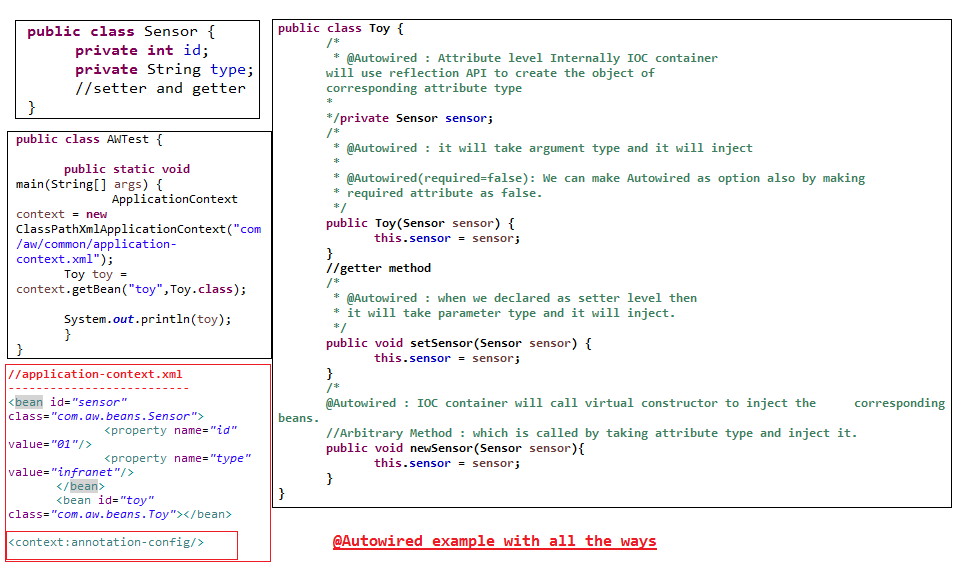 public class Sensor {
private int id;
private String type;
//setter and getter
}
public class AWTest {
public static void
main(String[] args) {
ApplicationContext
context = new
ClassPathXmlApplicationContext("com
/aw/common/application-
context.xml");
Toy toy =
context.getBean("toy",Toy.class);
System.out.println(toy);
}
}
//application-context.xml
--------------------------
<bean id="sensor"
class="com.aw.beans.Sensor">
<property name="id"
value="01"/>
<property name="type"
value="infranet"/>
</bean>
<bean id="toy"
class="com.aw.beans.Toy"></bean>
<context:annotation-config/>
public class Toy {
/*
* @Autowired : Attribute level Internally IOC container
will use reflection API to create the object of
corresponding attribute type
*
*/private Sensor sensor;
/*
* @Autowired : it will take argument type and it will inject
*
* @Autowired(required=false): We can make Autowired as option also by making
* required attribute as false.
*/
public Toy(Sensor sensor) {
this.sensor = sensor;
}
//getter method
/*
* @Autowired : when we declared as setter level then
* it will take parameter type and it will inject.
*/
public void setSensor(Sensor sensor) {
this.sensor = sensor;
}
/*
@Autowired : IOC container will call virtual constructor to inject the corresponding
beans.
//Arbitrary Method : which is called by taking attribute type and inject it.
public void newSensor(Sensor sensor){
this.sensor = sensor;
}
}
@Autowired example with all the ways